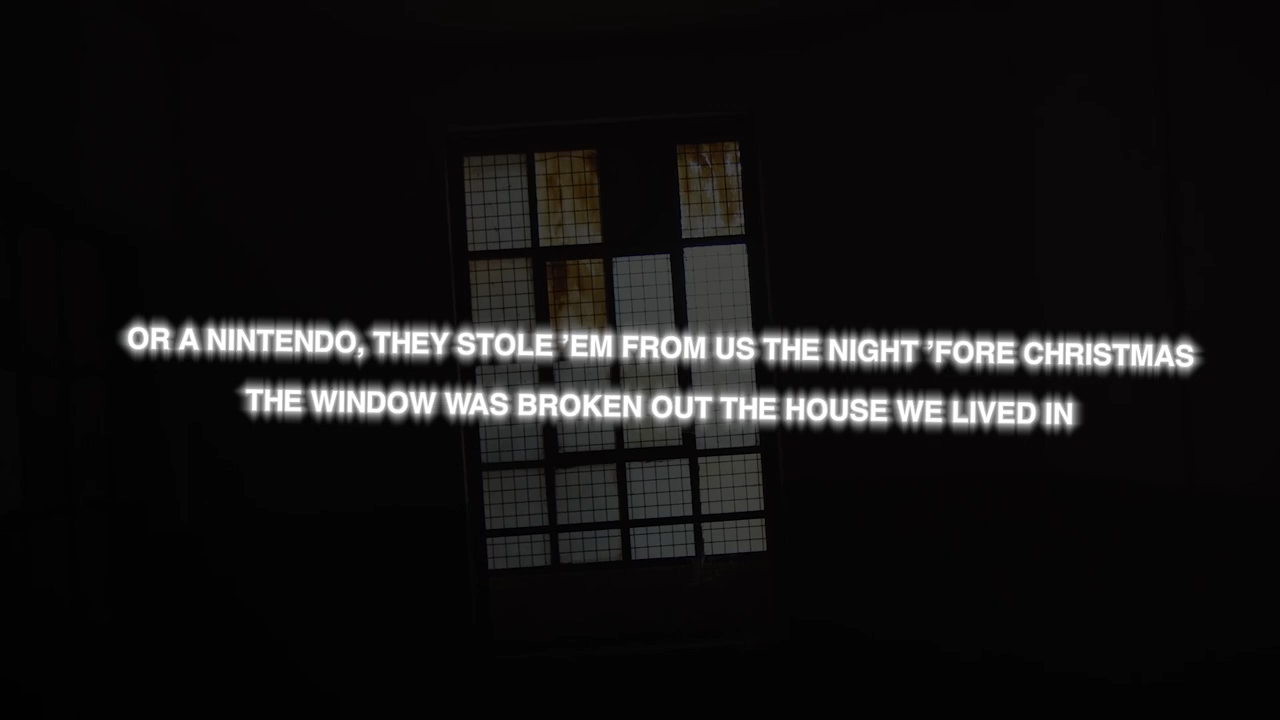 OR A NINTENDO, THEY STOLE ’EM FROM US THE NIGHT ’FORE CHRISTMAS
THE WINDOW WAS BROKEN OUT THE HOUSE WE LIVED IN